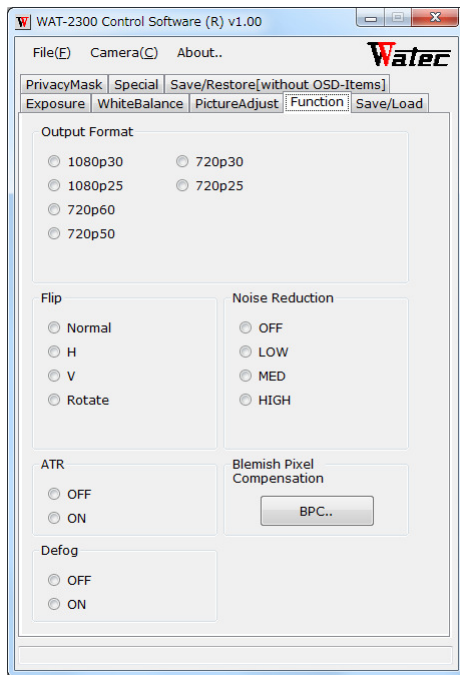 WAT-2300 Control Software (R) v1.00
File(F) Camera(C) About..
Watec
PrivacyMask Special Save/Restore[without OSD-Items]
Exposure WhiteBalance PictureAdjust Function Save/Load
Output Format
1080p30 720p30
1080p25 720p25
720p60
720p50
Flip Noise Reduction
Normal OFF
H LOW
V MED
Rotate HIGH
ATR Blemish Pixel
Compensation
OFF
ON BPC..
Defog
OFF
ON